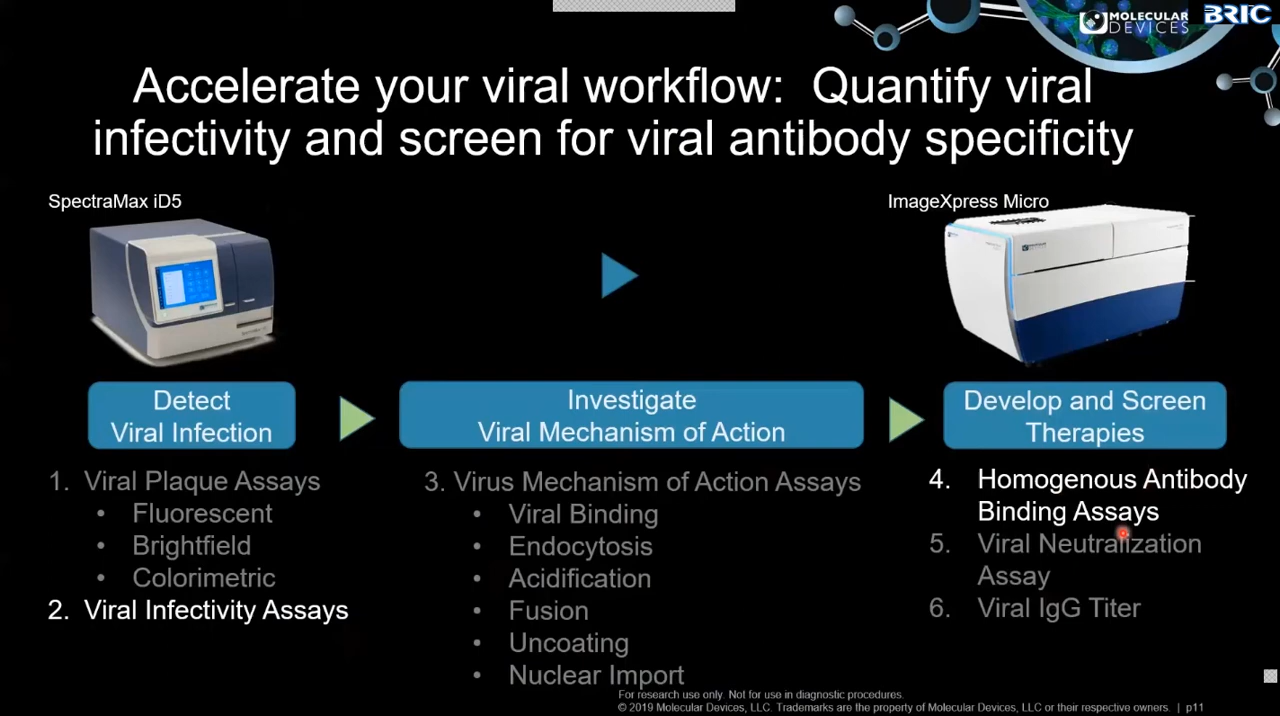 MOLECULAR
DEVICES
BRIC
Accelerate your viral workflow: Quantify viral
infectivity and screen for viral antibody specificity
SpectraMax iD5
ImageXpress Micro
Detect
Viral Infection
1. Viral Plaque Assays
• Fluorescent
• Brightfield
• Colorimetric
2. Viral Infectivity Assays
Investigate
Viral Mechanism of Action
3. Virus Mechanism of Action Assays
• Viral Binding
• Endocytosis
• Acidification
• Fusion
• Uncoating
• Nuclear Import
Develop and Screen
Therapies
4. Homogenous Antibody
Binding Assays
5. Viral Neutralization
Assay
6. Viral IgG Titer
For research use only. Not for use in diagnostic procedures.
© 2019 Molecular Devices, LLC. Trademarks are the property of Molecular Devices, LLC or their respective owners. | p11